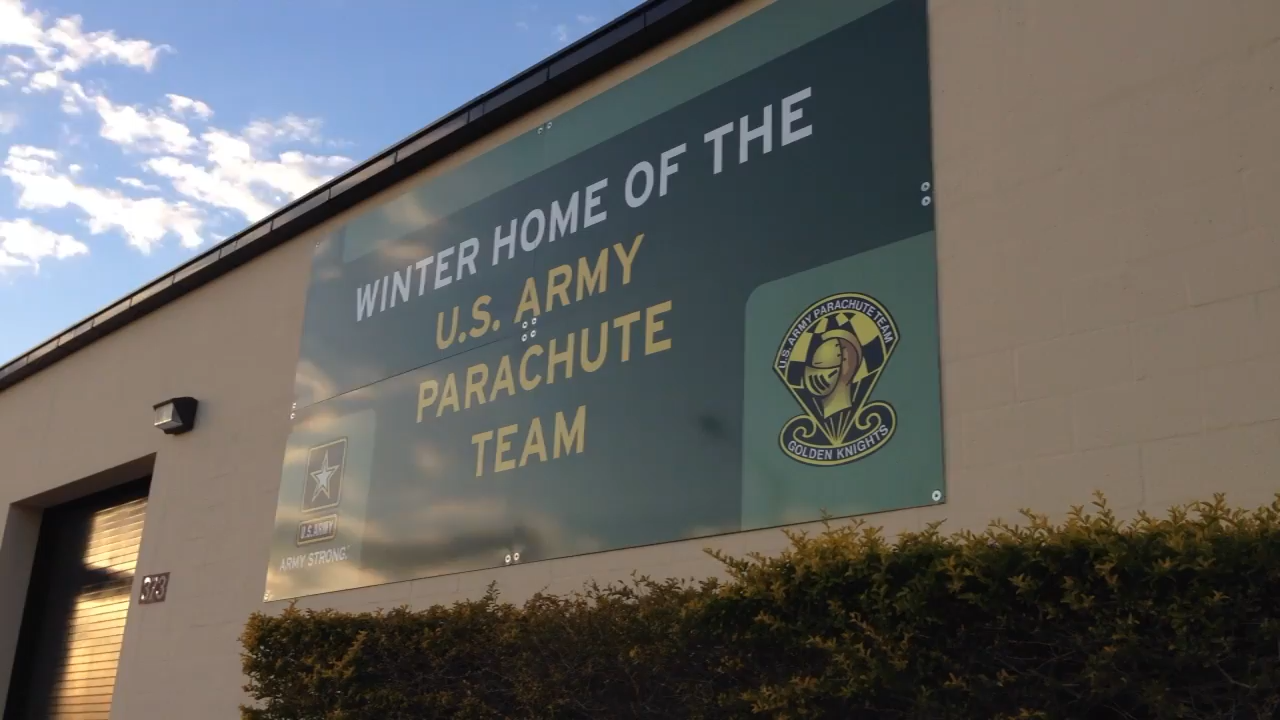 WINTER HOME OF THE
U.S. ARMY
PARACHUTE
TEAM
U.S. ARMY PARACHUTE TEAM
GOLDEN KNIGHTS
U.S. ARMY
ARMY STRONG.
373